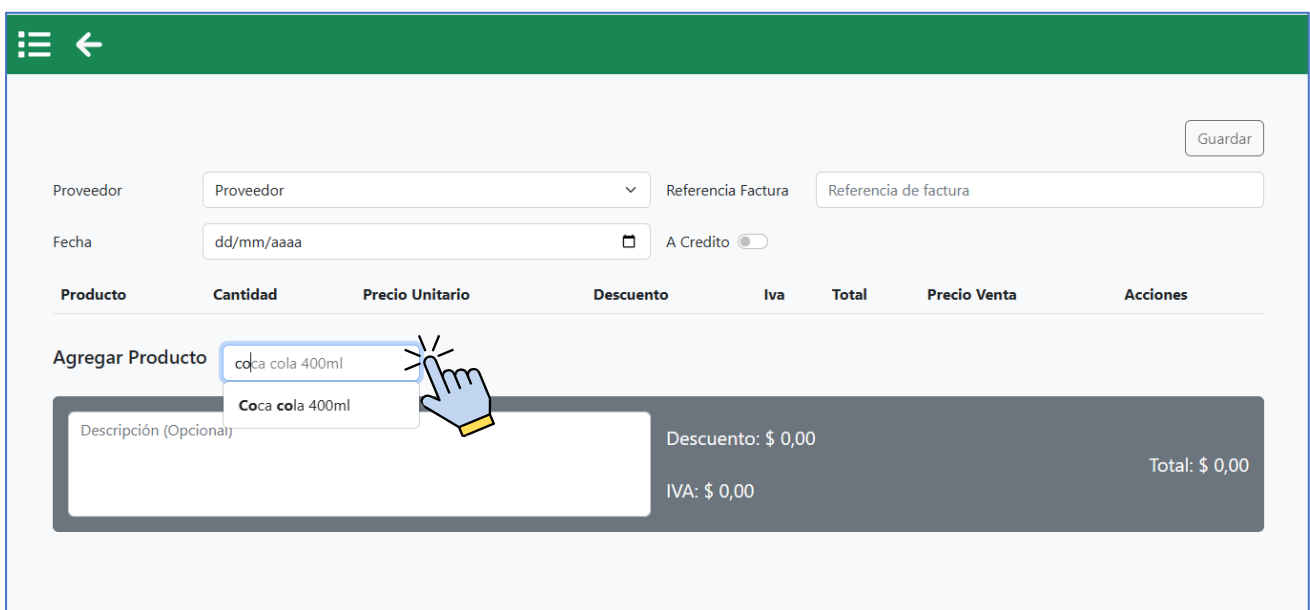 Guardar
Proveedor Proveedor Referencia Factura Referencia de factura
Fecha dd/mm/aaaa A Credito
Producto Cantidad Precio Unitario Descuento Iva Total Precio Venta Acciones
Agregar Producto coca cola 400ml
Coca cola 400ml
Descripción (Opcional)
Descuento: $ 0,00
Total: $ 0,00
IVA: $ 0,00